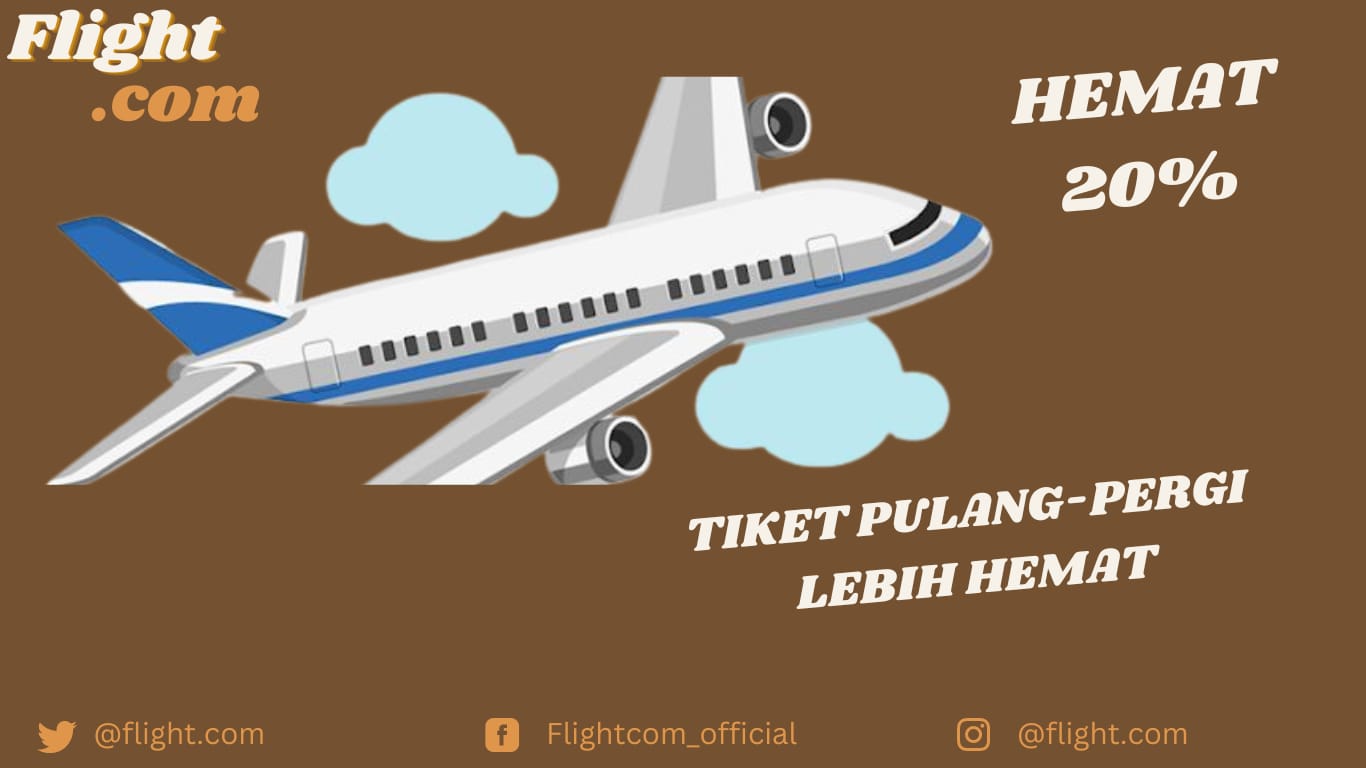 Flight
.com
HEMAT
20%
TIKET PULANG-PERGI
LEBIH HEMAT
@flight.com
Flightcom_official
@flight.com